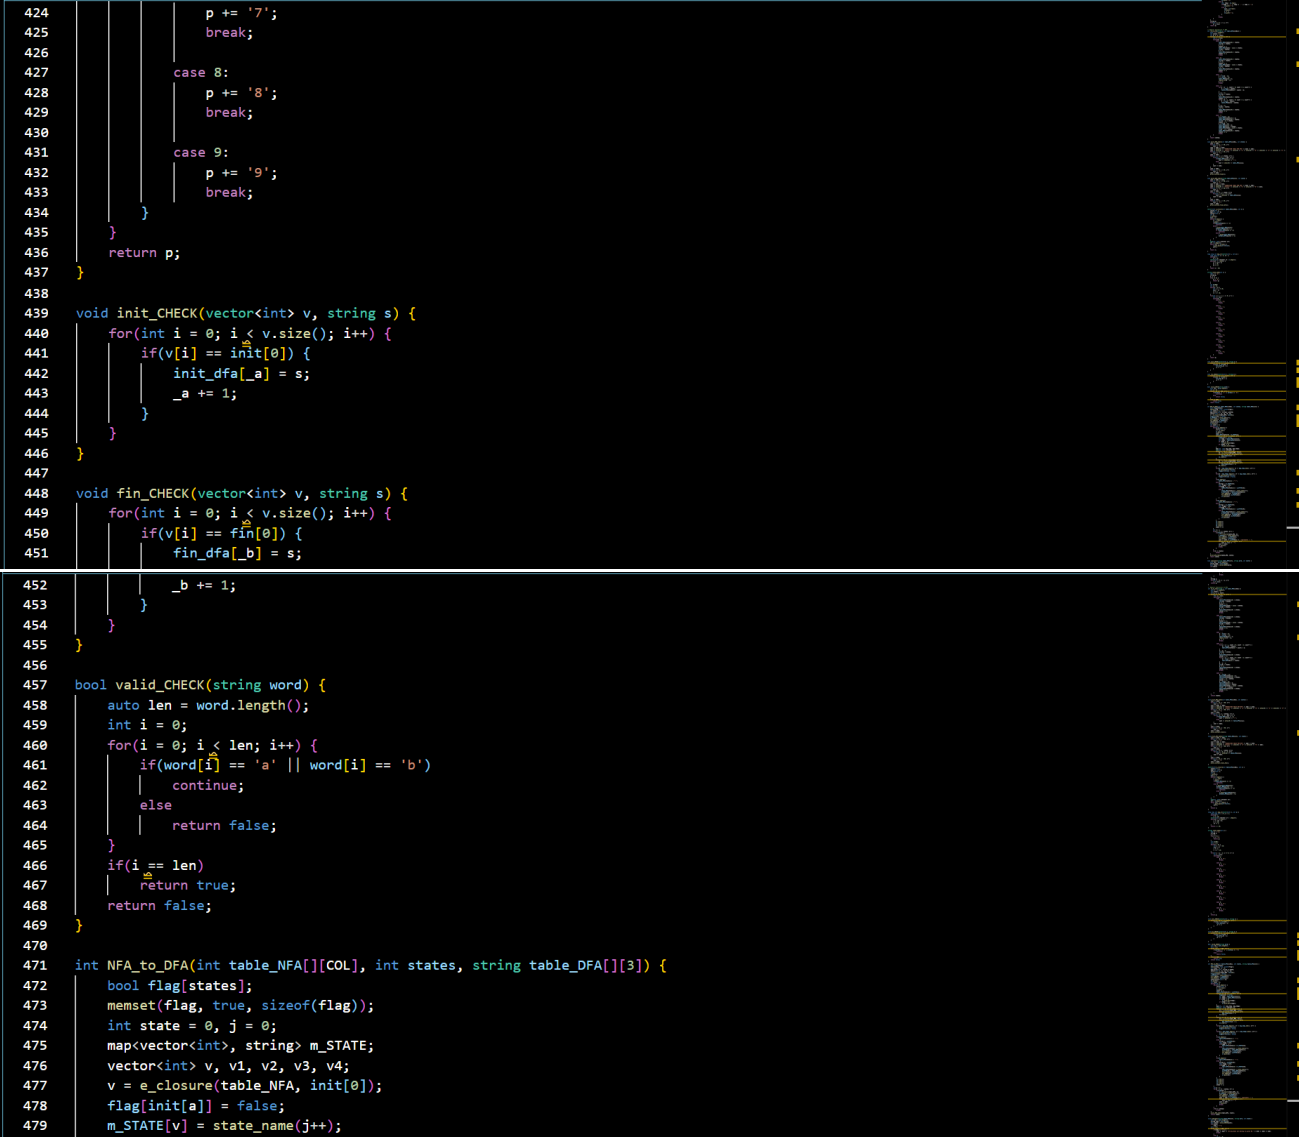 424 p += '7';
425 break;
426
427 case 8:
428 p += '8';
429 break;
430
431 case 9:
432 p += '9';
433 break;
434 }
435 }
436 return p;
437 }
438
439 void init_CHECK(vector<int> v, string s) {
440 for(int i = 0; i < v.size(); i++) {
441 if(v[i] == init[0]) {
442 init_dfa[_a] = s;
443 _a += 1;
444 }
445 }
446 }
447
448 void fin_CHECK(vector<int> v, string s) {
449 for(int i = 0; i < v.size(); i++) {
450 if(v[i] == fin[0]) {
451 fin_dfa[_b] = s;
452 _b += 1;
453 }
454 }
455 }
456
457 bool valid_CHECK(string word) {
458 auto len = word.length();
459 int i = 0;
460 for(i = 0; i < len; i++) {
461 if(word[i] == 'a' || word[i] == 'b')
462 continue;
463 else
464 return false;
465 }
466 if(i == len)
467 return true;
468 return false;
469 }
470
471 int NFA_to_DFA(int table_NFA[][COL], int states, string table_DFA[][3]) {
472 bool flag[states];
473 memset(flag, true, sizeof(flag));
474 int state = 0, j = 0;
475 map<vector<int>, string> m_STATE;
476 vector<int> v, v1, v2, v3, v4;
477 v = e_closure(table_NFA, init[0]);
478 flag[init[a]] = false;
479 m_STATE[v] = state_name(j++);